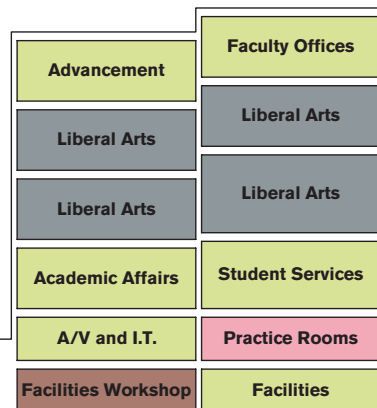 Faculty Offices
Advancement
Liberal Arts
Liberal Arts
Liberal Arts
Liberal Arts
Academic Affairs
Student Services
A/V and I.T.
Practice Rooms
Facilities Workshop
Facilities